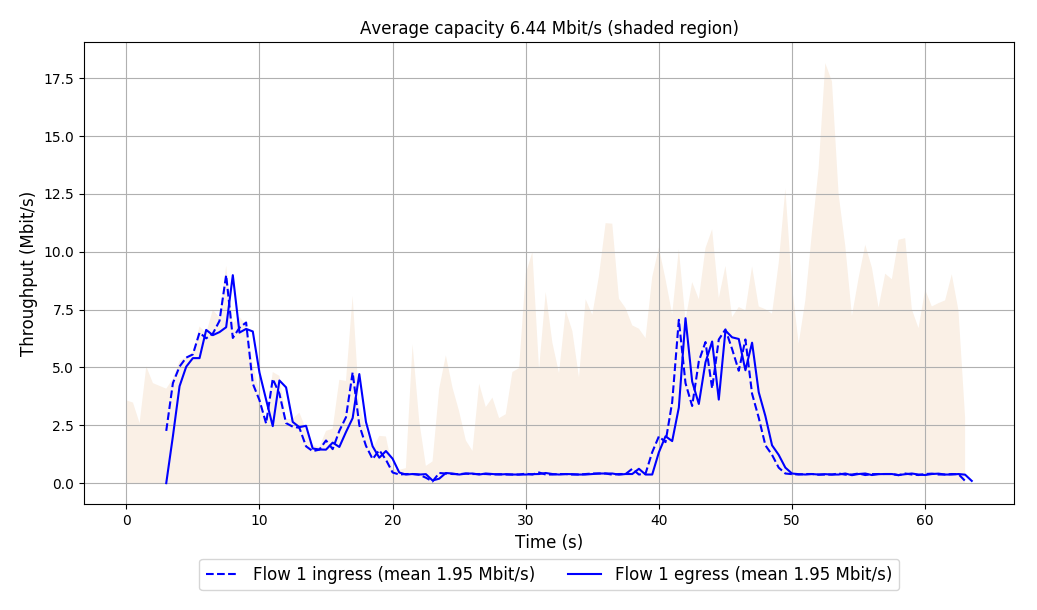 Average capacity 6.44 Mbit/s (shaded region)
Throughput (Mbit/s)
17.5
15.0
12.5
10.0
7.5
5.0
2.5
0.0
0 10 20 30 40 50 60
Time (s)
Flow 1 ingress (mean 1.95 Mbit/s) Flow 1 egress (mean 1.95 Mbit/s)